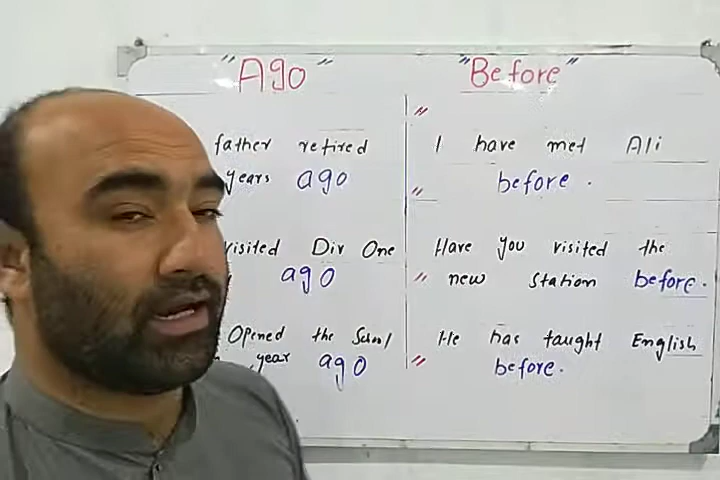 "Ago"
father retired
years ago
visited Dir One
ago
Opened the School
year ago
"Before"
I have met Ali
before.
Have you visited the
new station before.
He has taught English
before.